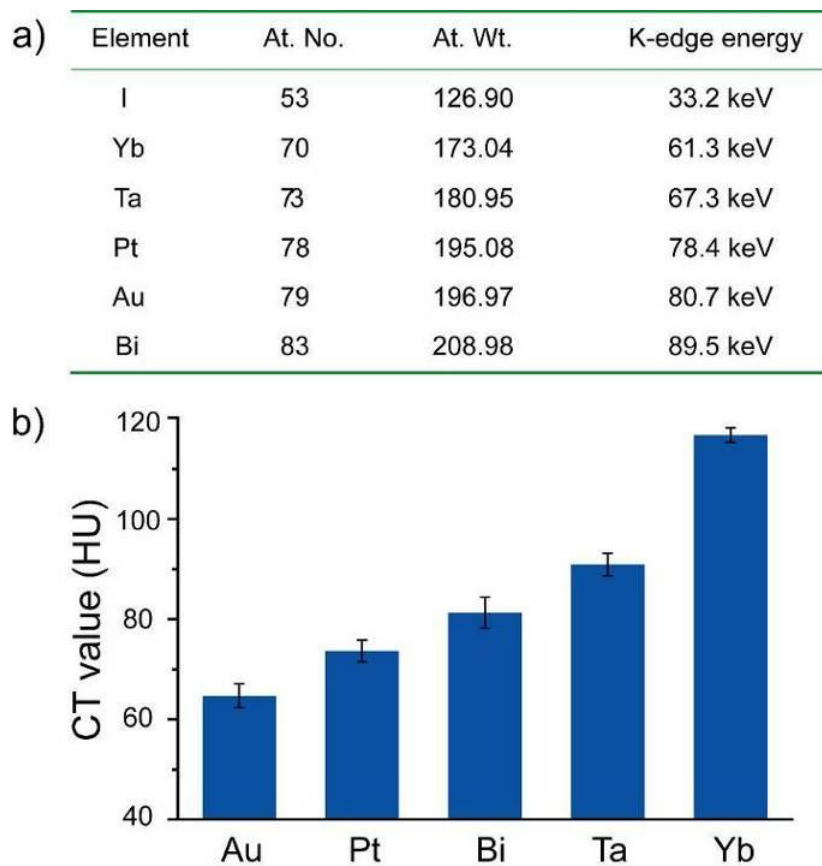 a)
Element At. No. At. Wt. K-edge energy
I 53 126.90 33.2 keV
Yb 70 173.04 61.3 keV
Ta 73 180.95 67.3 keV
Pt 78 195.08 78.4 keV
Au 79 196.97 80.7 keV
Bi 83 208.98 89.5 keV
b)
CT value (HU)
120
100
80
60
40
Au Pt Bi Ta Yb